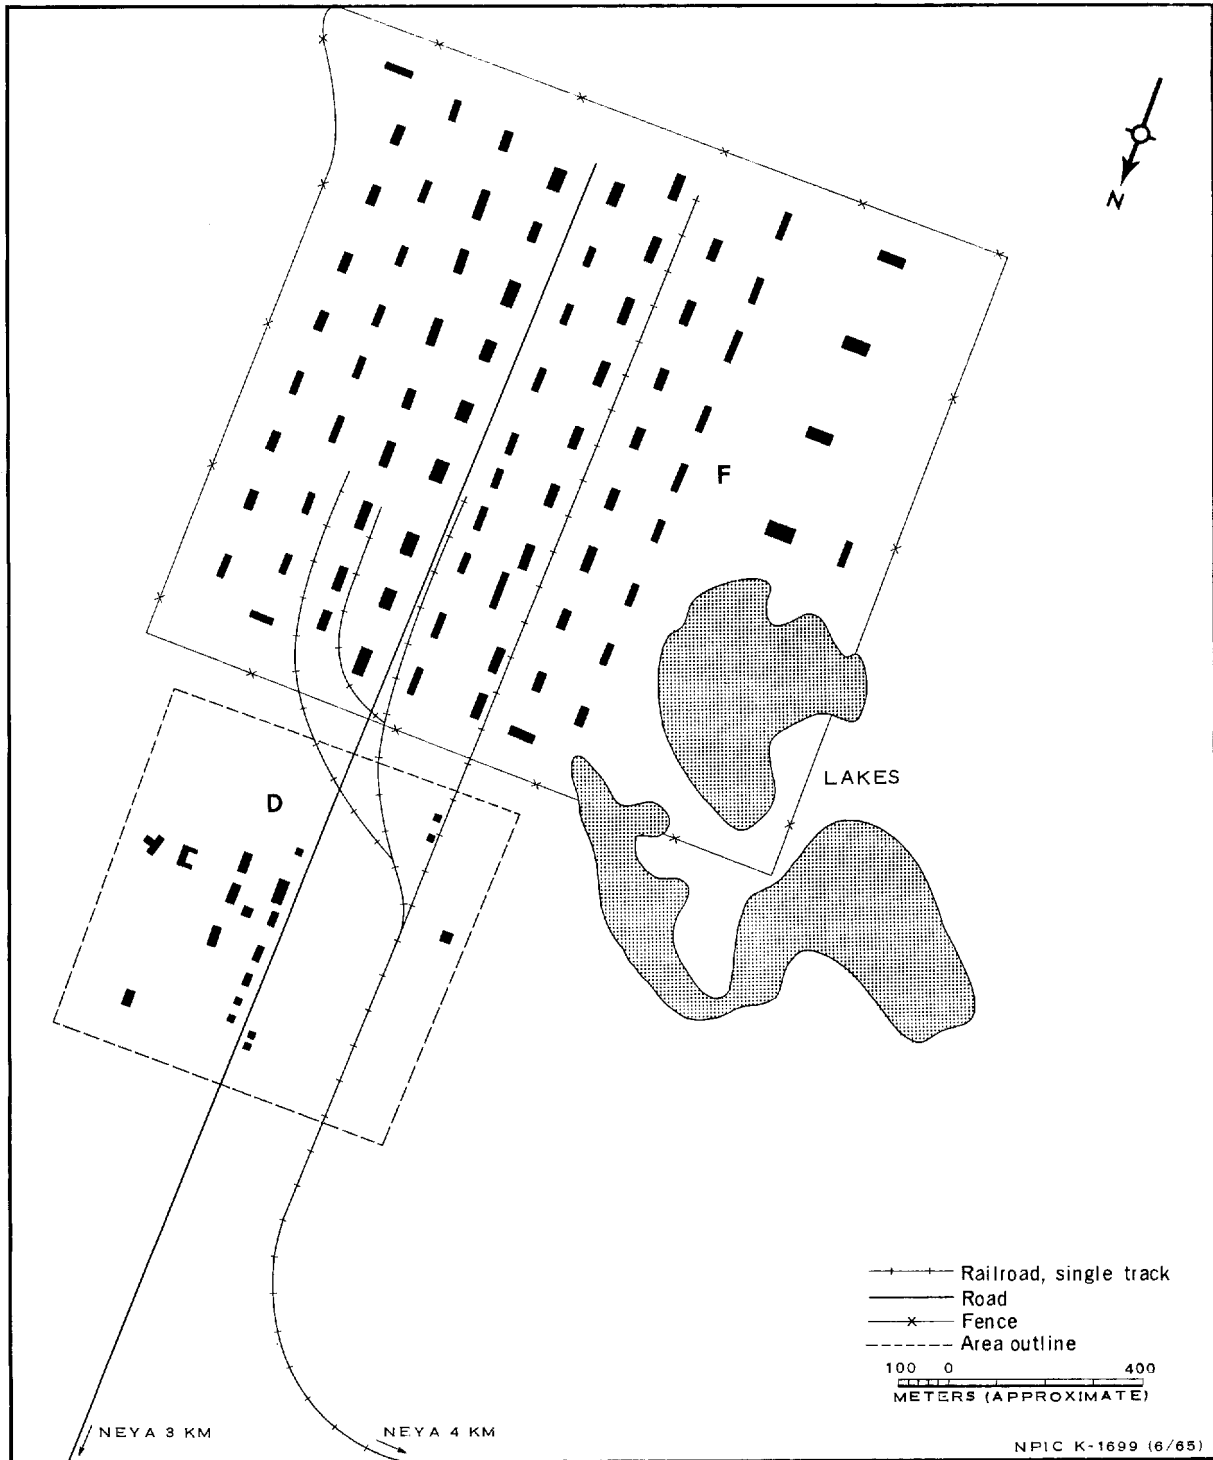 N
F
LAKES
D
Railroad, single track
Road
Fence
Area outline
100 0 400
METERS (APPROXIMATE)
NEYA 3 KM
NEYA 4 KM
NPIC K-1699 (6/65)